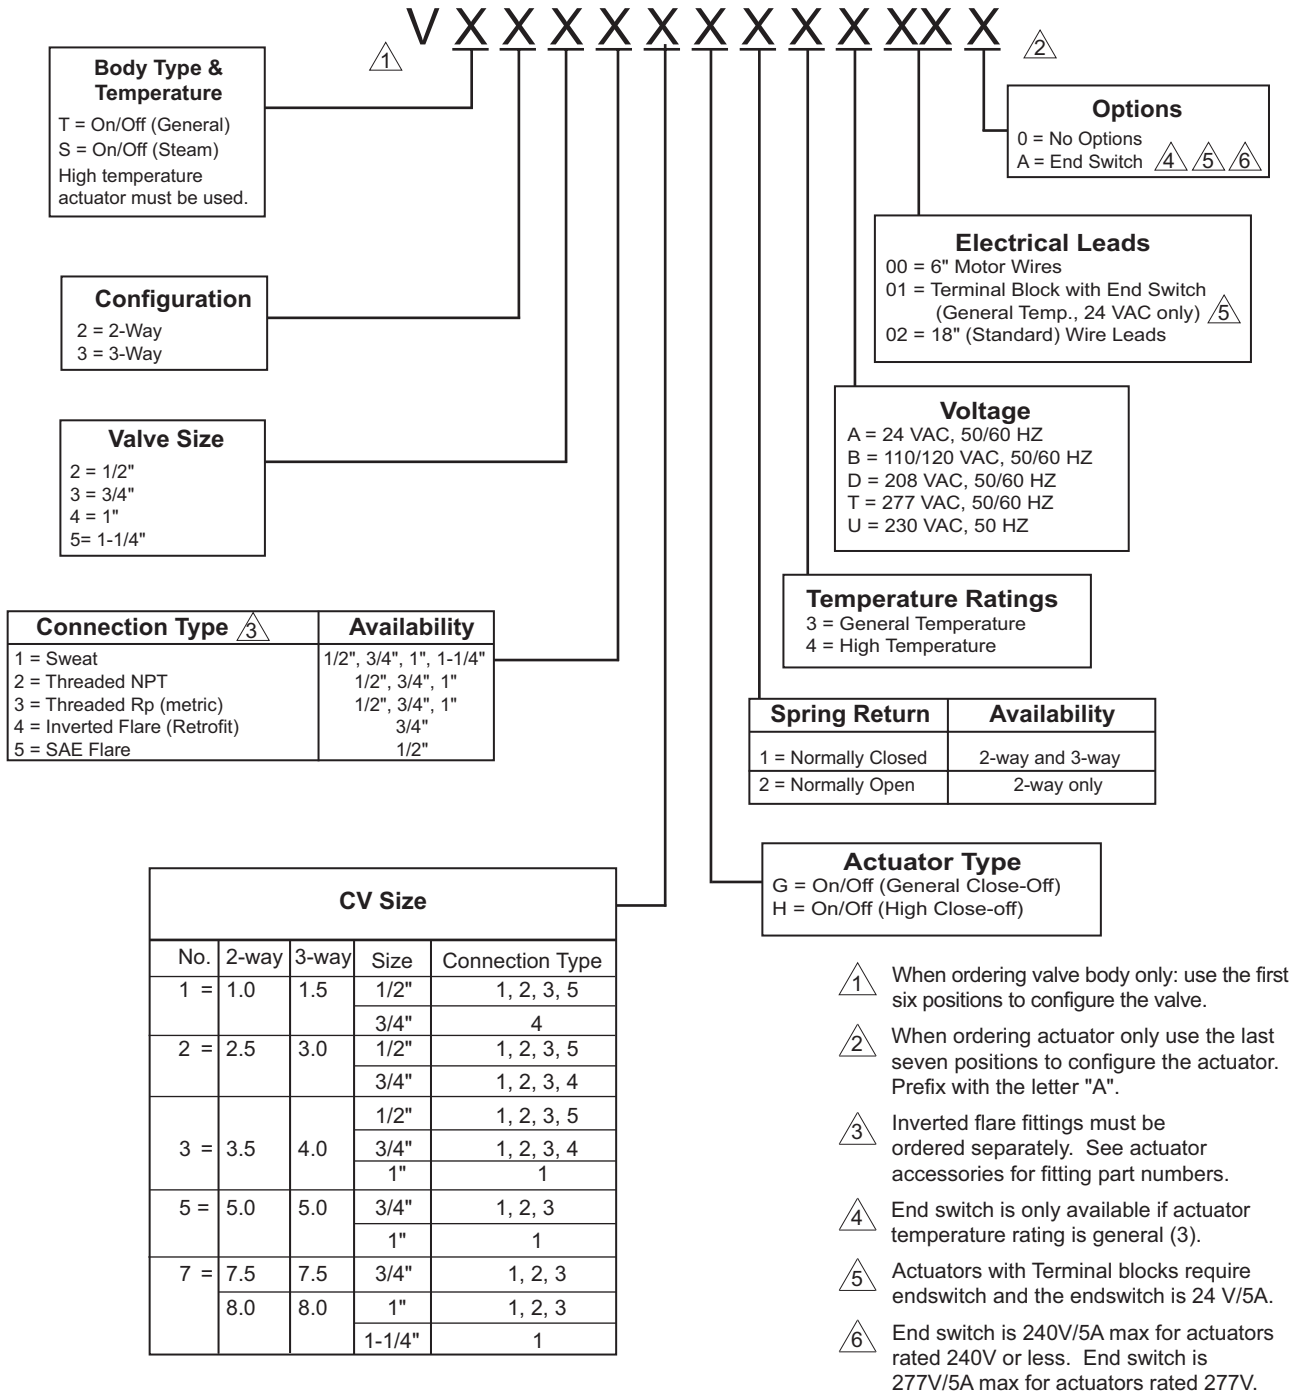 V X X X X X X X X X XX X
1
2
Body Type &
Temperature
T = On/Off (General)
S = On/Off (Steam)
High temperature
actuator must be used.
Options
0 = No Options
A = End Switch 4 5 6
Electrical Leads
00 = 6" Motor Wires
01 = Terminal Block with End Switch
(General Temp., 24 VAC only) 5
02 = 18" (Standard) Wire Leads
Configuration
2 = 2-Way
3 = 3-Way
Voltage
A = 24 VAC, 50/60 HZ
B = 110/120 VAC, 50/60 HZ
D = 208 VAC, 50/60 HZ
T = 277 VAC, 50/60 HZ
U = 230 VAC, 50 HZ
Valve Size
2 = 1/2"
3 = 3/4"
4 = 1"
5= 1-1/4"
Temperature Ratings
3 = General Temperature
4 = High Temperature
Connection Type 3 Availability
1 = Sweat 1/2", 3/4", 1", 1-1/4"
2 = Threaded NPT 1/2", 3/4", 1"
3 = Threaded Rp (metric) 1/2", 3/4", 1"
4 = Inverted Flare (Retrofit) 3/4"
5 = SAE Flare 1/2"
Spring Return Availability
1 = Normally Closed 2-way and 3-way
2 = Normally Open 2-way only
Actuator Type
G = On/Off (General Close-Off)
H = On/Off (High Close-off)
CV Size
No. 2-way 3-way Size Connection Type
1 = 1.0 1.5 1/2" 1, 2, 3, 5
3/4" 4
2 = 2.5 3.0 1/2" 1, 2, 3, 5
3/4" 1, 2, 3, 4
1/2" 1, 2, 3, 5
3 = 3.5 4.0 3/4" 1, 2, 3, 4
1" 1
5 = 5.0 5.0 3/4" 1, 2, 3
1" 1
7 = 7.5 7.5 3/4" 1, 2, 3
8.0 8.0 1" 1, 2, 3
1-1/4" 1
1 When ordering valve body only: use the first
six positions to configure the valve.
2 When ordering actuator only use the last
seven positions to configure the actuator.
Prefix with the letter "A".
3 Inverted flare fittings must be
ordered separately. See actuator
accessories for fitting part numbers.
4 End switch is only available if actuator
temperature rating is general (3).
5 Actuators with Terminal blocks require
endswitch and the endswitch is 24 V/5A.
6 End switch is 240V/5A max for actuators
rated 240V or less. End switch is
277V/5A max for actuators rated 277V.